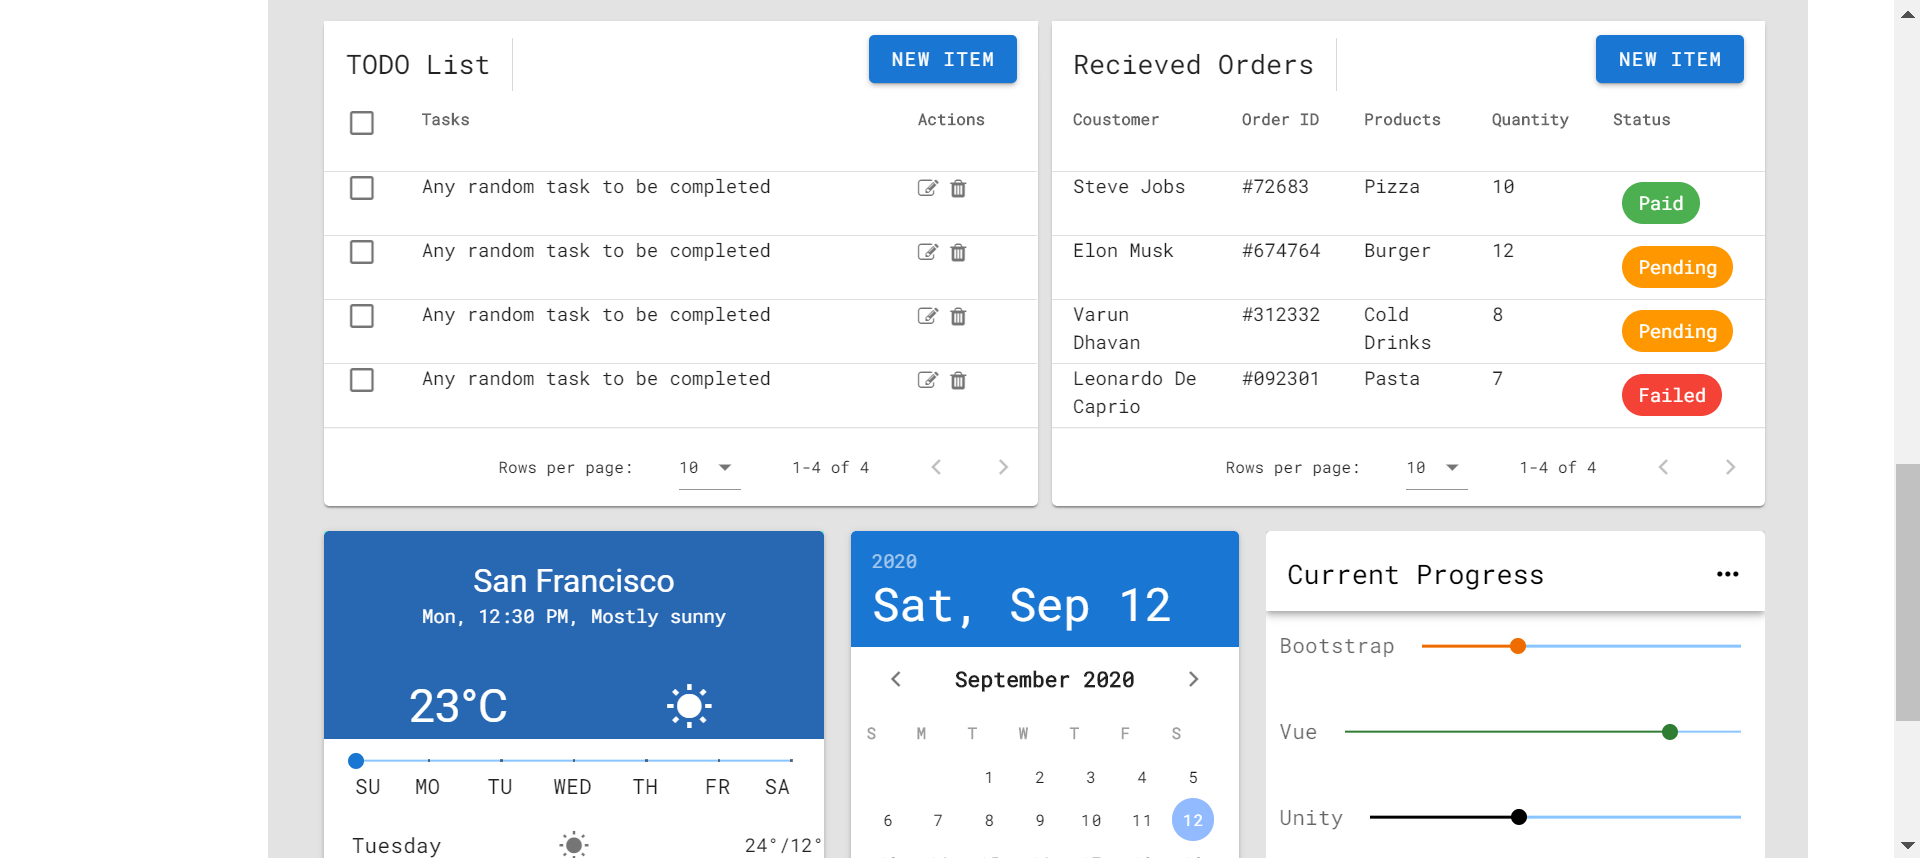 TODO List
NEW ITEM
Tasks Actions
Any random task to be completed
Any random task to be completed
Any random task to be completed
Any random task to be completed
Rows per page: 10 1-4 of 4
Recieved Orders
NEW ITEM
Coustomer Order ID Products Quantity Status
Steve Jobs #72683 Pizza 10 Paid
Elon Musk #674764 Burger 12 Pending
Varun Dhavan #312332 Cold Drinks 8 Pending
Leonardo De Caprio #092301 Pasta 7 Failed
Rows per page: 10 1-4 of 4
San Francisco
Mon, 12:30 PM, Mostly sunny
23°C
SU MO TU WED TH FR SA
Tuesday 24°/12°
2020
Sat, Sep 12
September 2020
S M T W T F S
1 2 3 4 5
6 7 8 9 10 11 12
Current Progress
Bootstrap
Vue
Unity